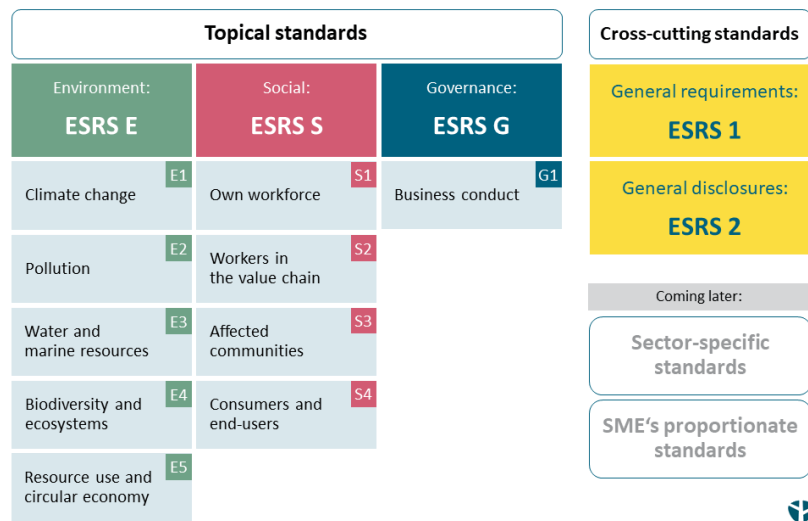 Topical standards
Cross-cutting standards
Environment:
ESRS E
Social:
ESRS S
Governance:
ESRS G
General requirements:
ESRS 1
General disclosures:
ESRS 2
E1
Climate change
E2
Pollution
E3
Water and
marine resources
E4
Biodiversity and
ecosystems
E5
Resource use and
circular economy
S1
Own workforce
S2
Workers in
the value chain
S3
Affected
communities
S4
Consumers and
end-users
G1
Business conduct
Coming later:
Sector-specific
standards
SME‘s proportionate
standards